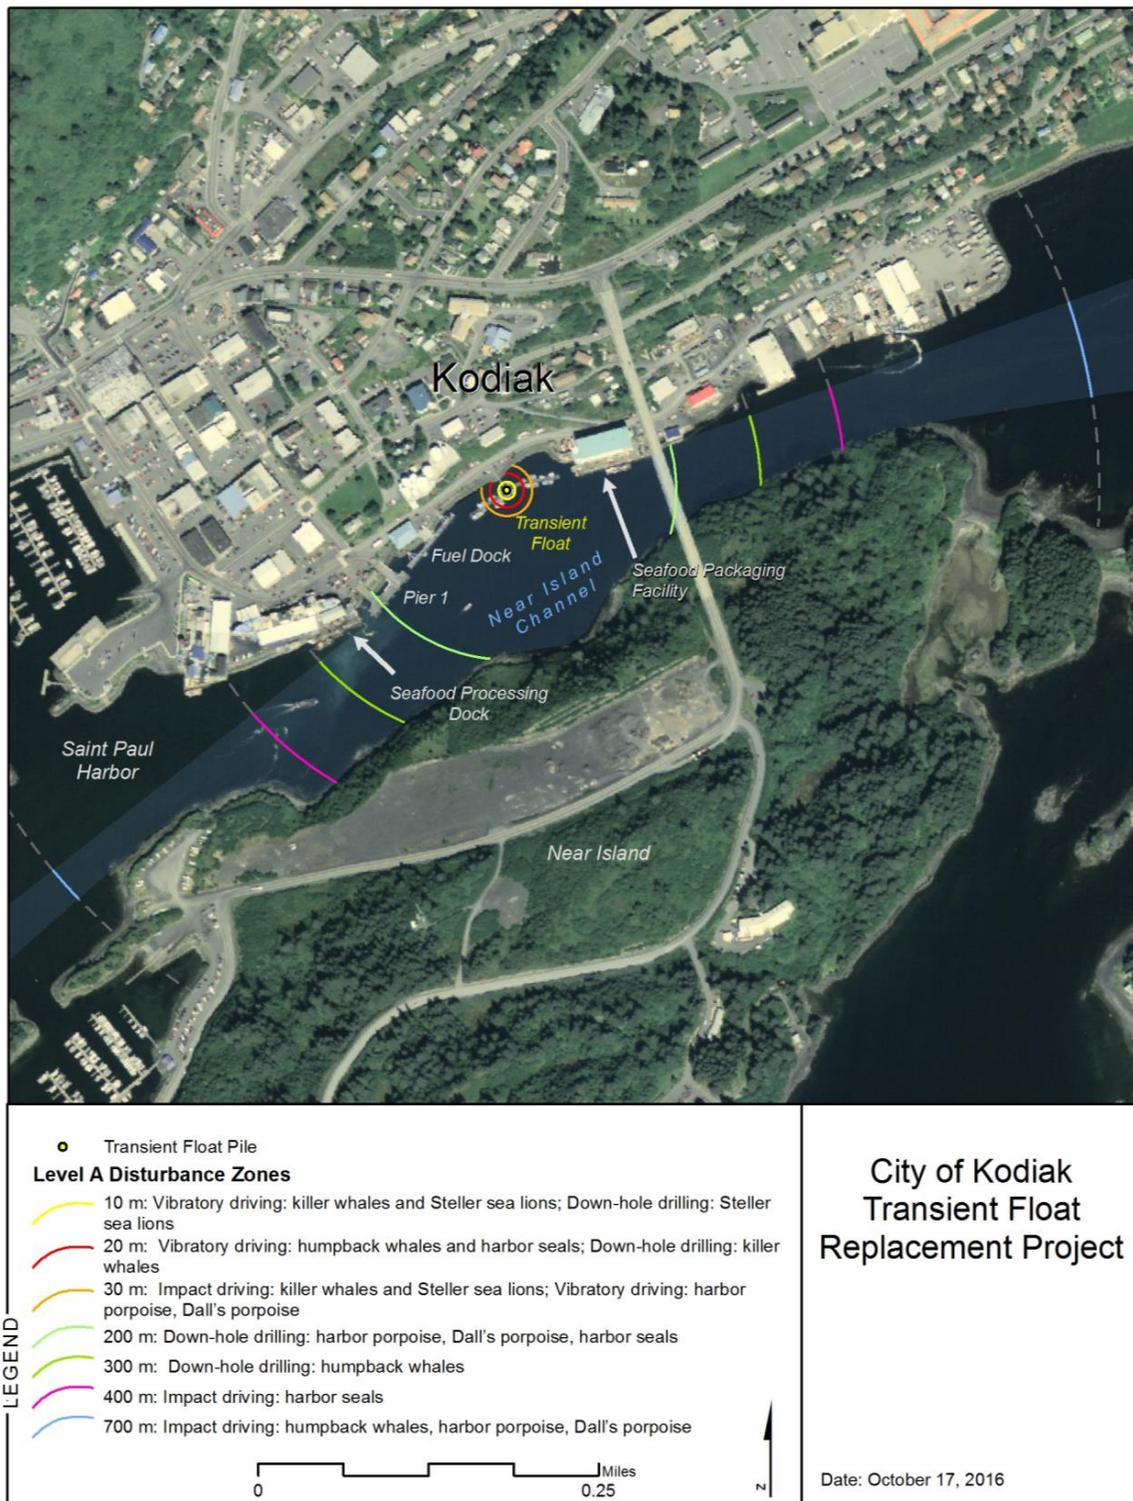 Kodiak
Transient
Float
Fuel Dock
Near Island
Channel
Seafood Packaging
Facility
Pier 1
Seafood Processing
Dock
Saint Paul
Harbor
Near Island
Transient Float Pile
Level A Disturbance Zones
10 m: Vibratory driving: killer whales and Steller sea lions; Down-hole drilling: Steller
sea lions
20 m: Vibratory driving: humpback whales and harbor seals; Down-hole drilling: killer
whales
30 m: Impact driving: killer whales and Steller sea lions; Vibratory driving: harbor
porpoise, Dall's porpoise
200 m: Down-hole drilling: harbor porpoise, Dall's porpoise, harbor seals
300 m: Down-hole drilling: humpback whales
400 m: Impact driving: harbor seals
700 m: Impact driving: humpback whales, harbor porpoise, Dall's porpoise
LEGEND
Miles
0 0.25
N
City of Kodiak
Transient Float
Replacement Project
Date: October 17, 2016